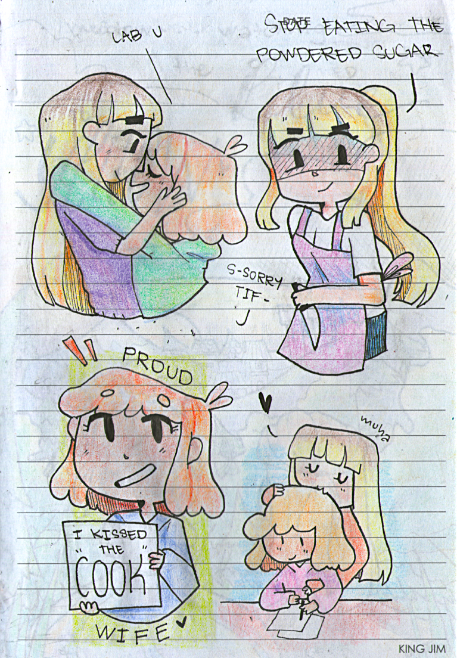 LAB U
STOP EATING THE
POWDERED SUGAR
S-SORRY
TIF-
PROUD
I KISSED
THE
"COOK"
WIFE
muha
KING JIM